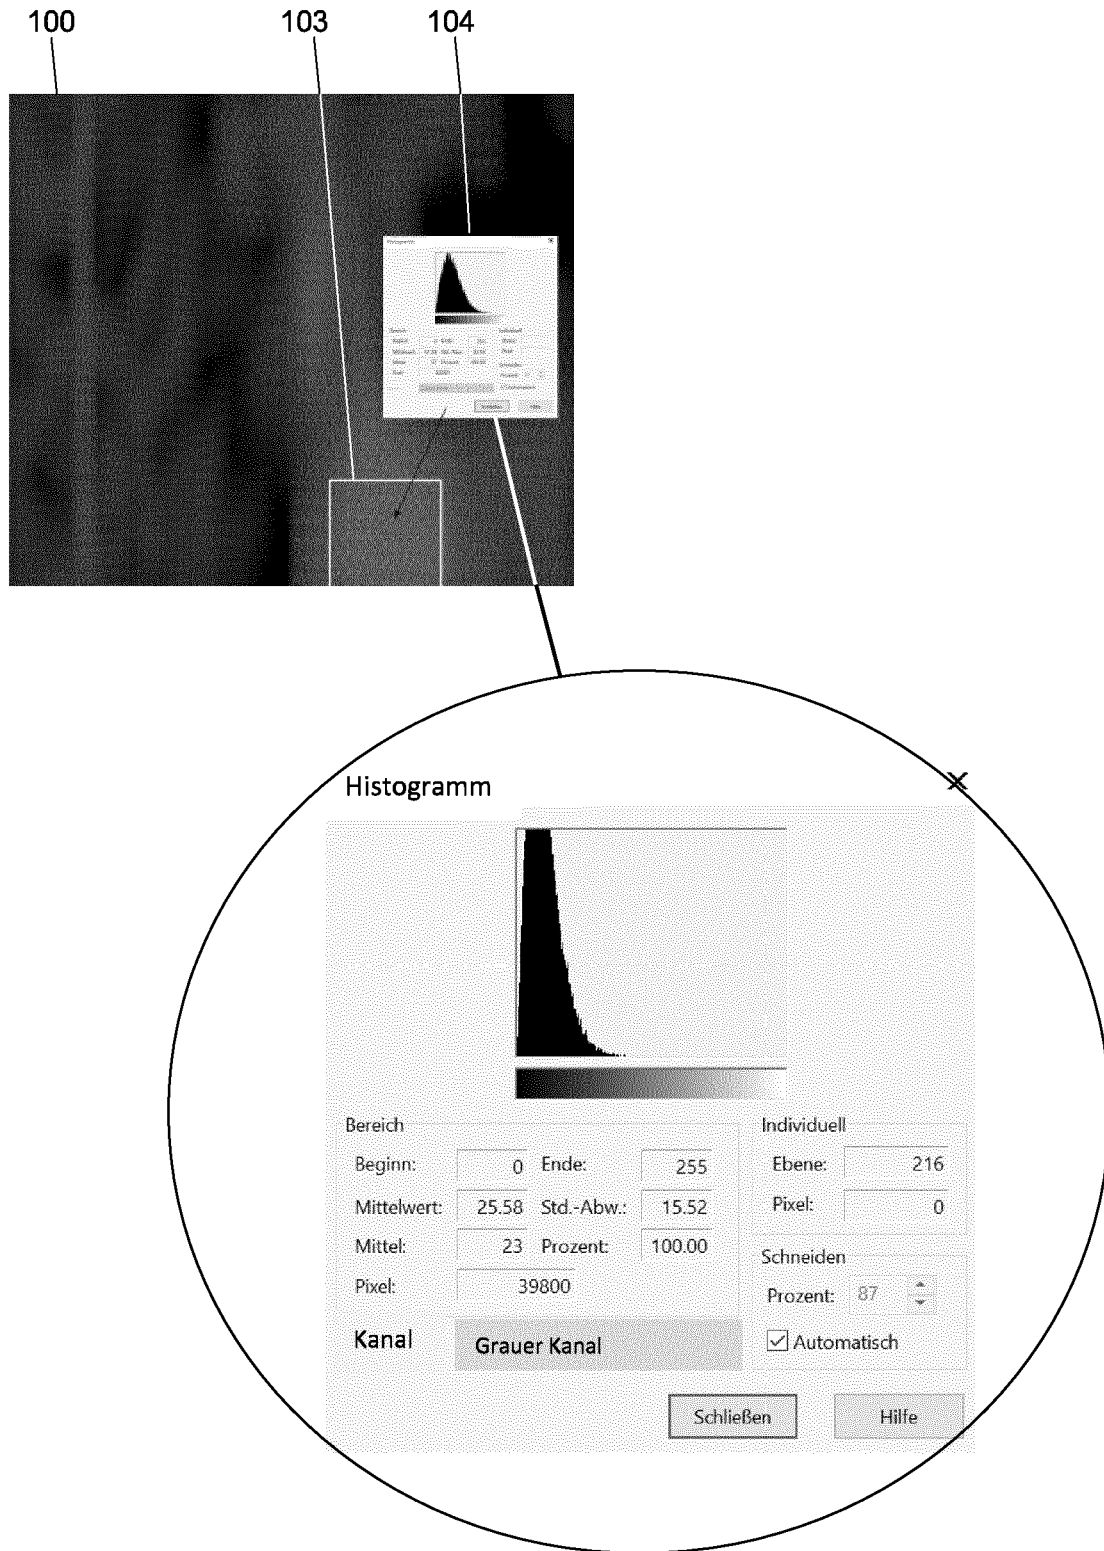 100 103 104
Histogramm
Histogramm
Bereich
Beginn: 0 Ende: 255
Mittelwert: 25.58 Std.-Abw.: 15.52
Mittel: 23 Prozent: 100.00
Pixel: 39800
Kanal Grauer Kanal
Individuell
Ebene: 216
Pixel: 0
Schneiden
Prozent: 87
Automatisch
Schließen Hilfe